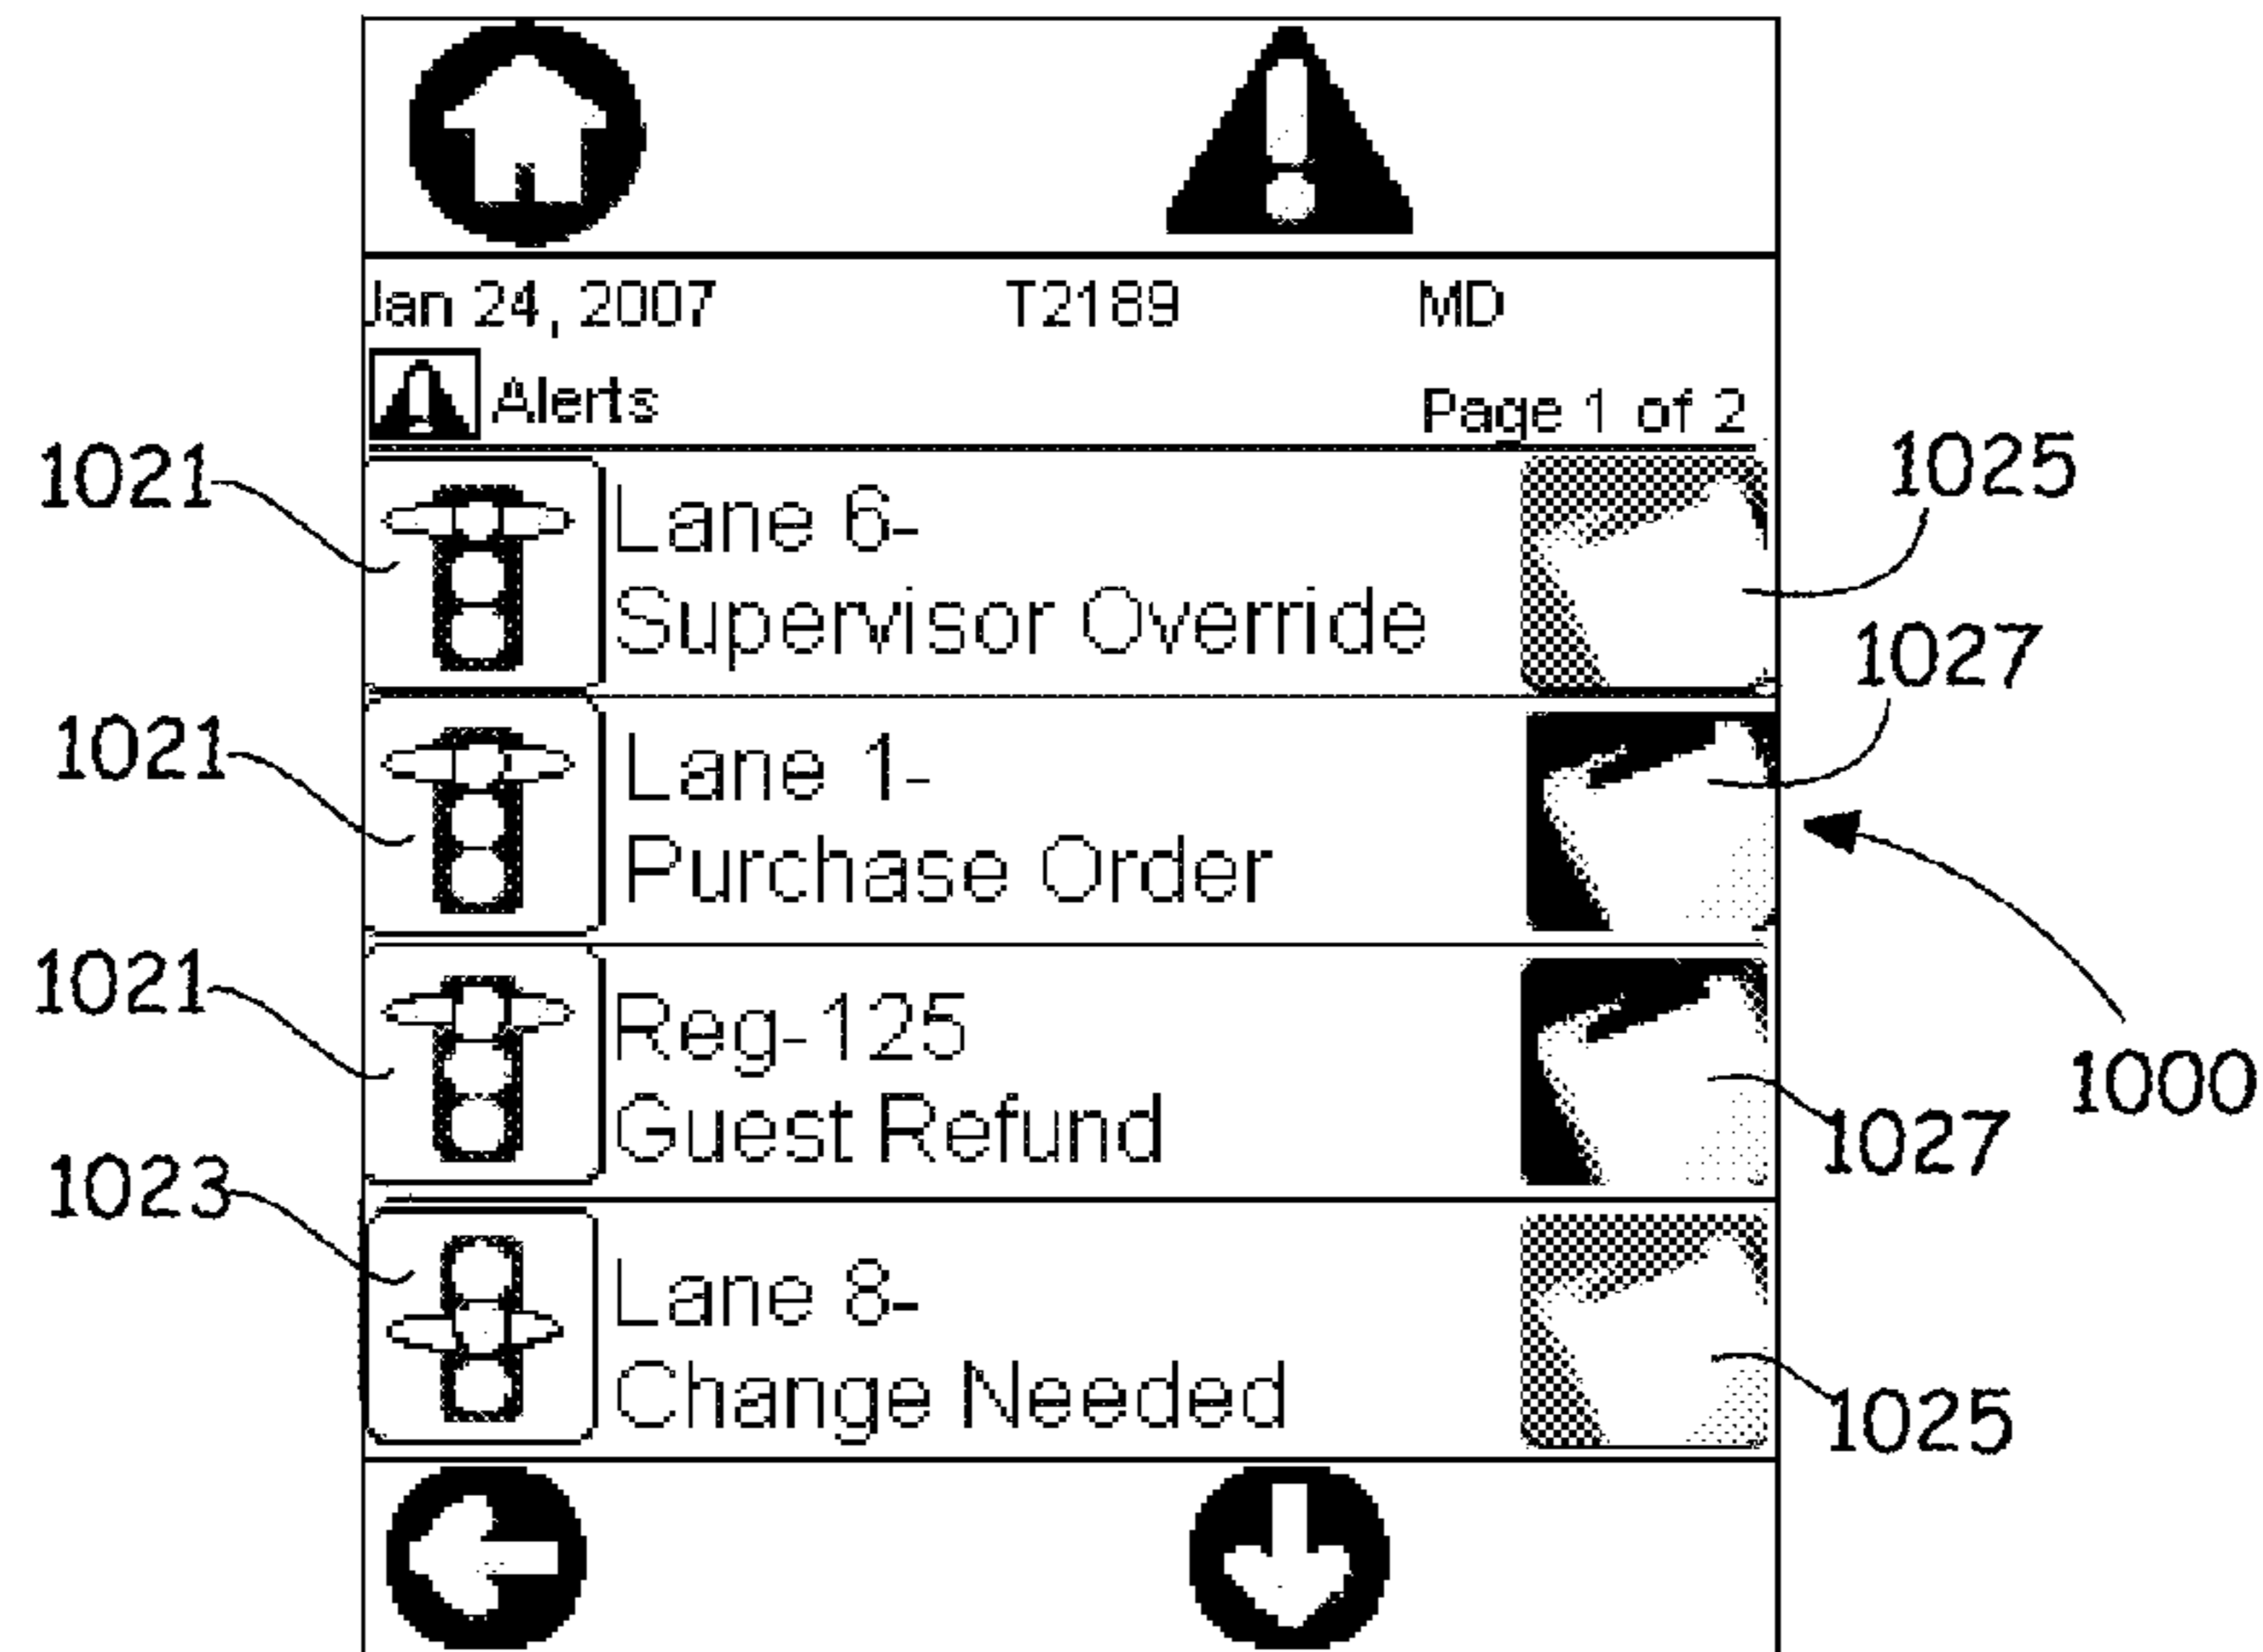 Jan 24, 2007 T2189 MD
Alerts Page 1 of 2
1021 Lane 6- 1025
Supervisor Override
1027
1021 Lane 1-
Purchase Order
1021 Reg-125
1000
Guest Refund 1027
1023
Lane 8-
Change Needed 1025